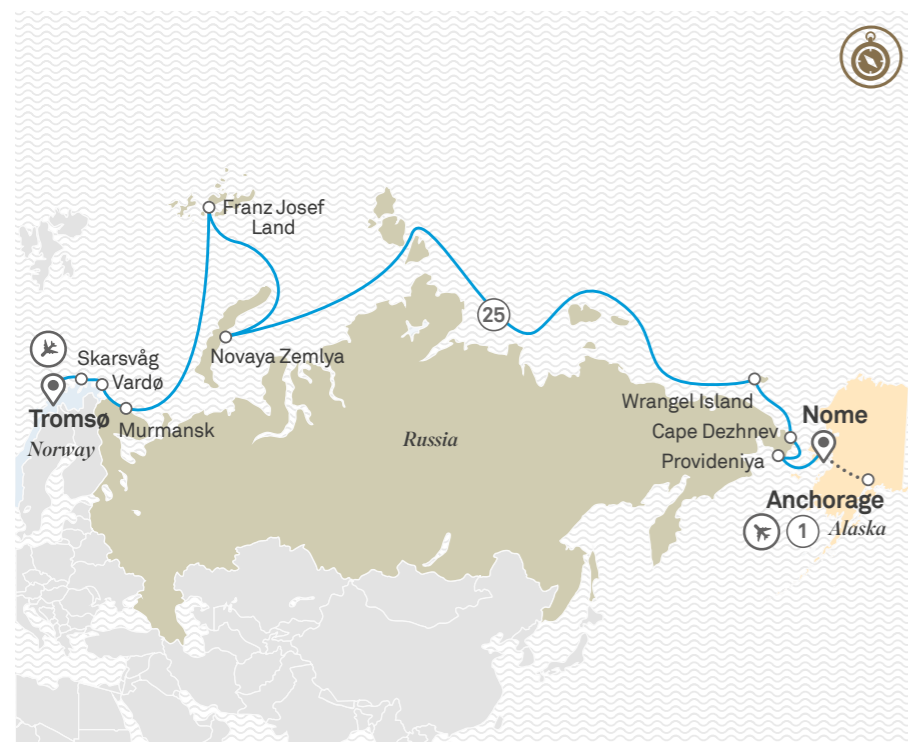 Franz Josef
Land
25
Novaya Zemlya
Skarsvåg
Vardø
Tromsø
Norway
Murmansk
Russia
Wrangel Island
Cape Dezhnev
Provideniya
Nome
Anchorage
1
Alaska